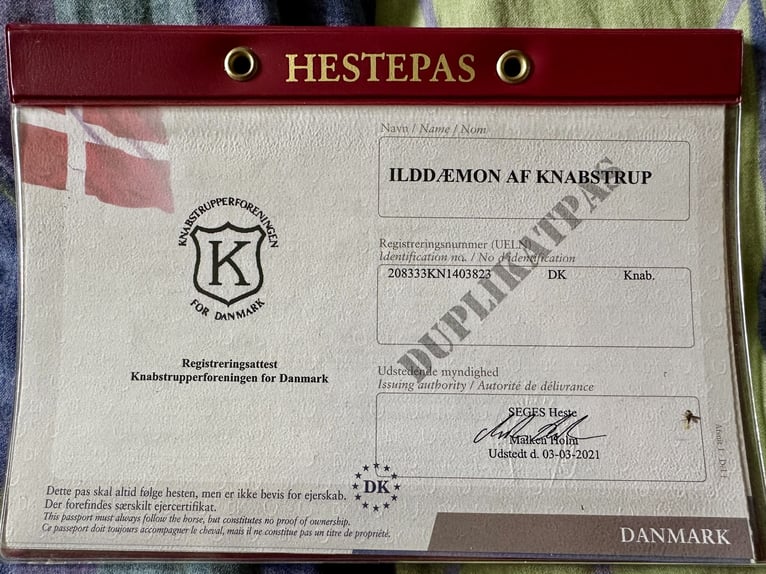 HESTEPAS
Navn / Name / Nom
ILDDÆMON AF KNABSTRUP
KNABSTRUPPERFORENINGEN
K
FOR DANMARK
Registreringsnummer (UELN)
Identification no. / No d'identification
208333KN1403823 DK Knab.
DUPLIKATPAS
Registreringsattest
Knabstrupperforeningen for Danmark
Udstedende myndighed
Issuing authority / Autorité de délivrance
SEGES Heste
Malken Holm
Udstedt d. 03-03-2021
Dette pas skal altid følge hesten, men er ikke bevis for ejerskab.
Der forefindes særskilt ejercertifikat.
This passport must always follow the horse, but constitutes no proof of ownership.
Ce passeport doit toujours accompagner le cheval, mais il ne constitue pas un titre de propriété.
DK
DANMARK